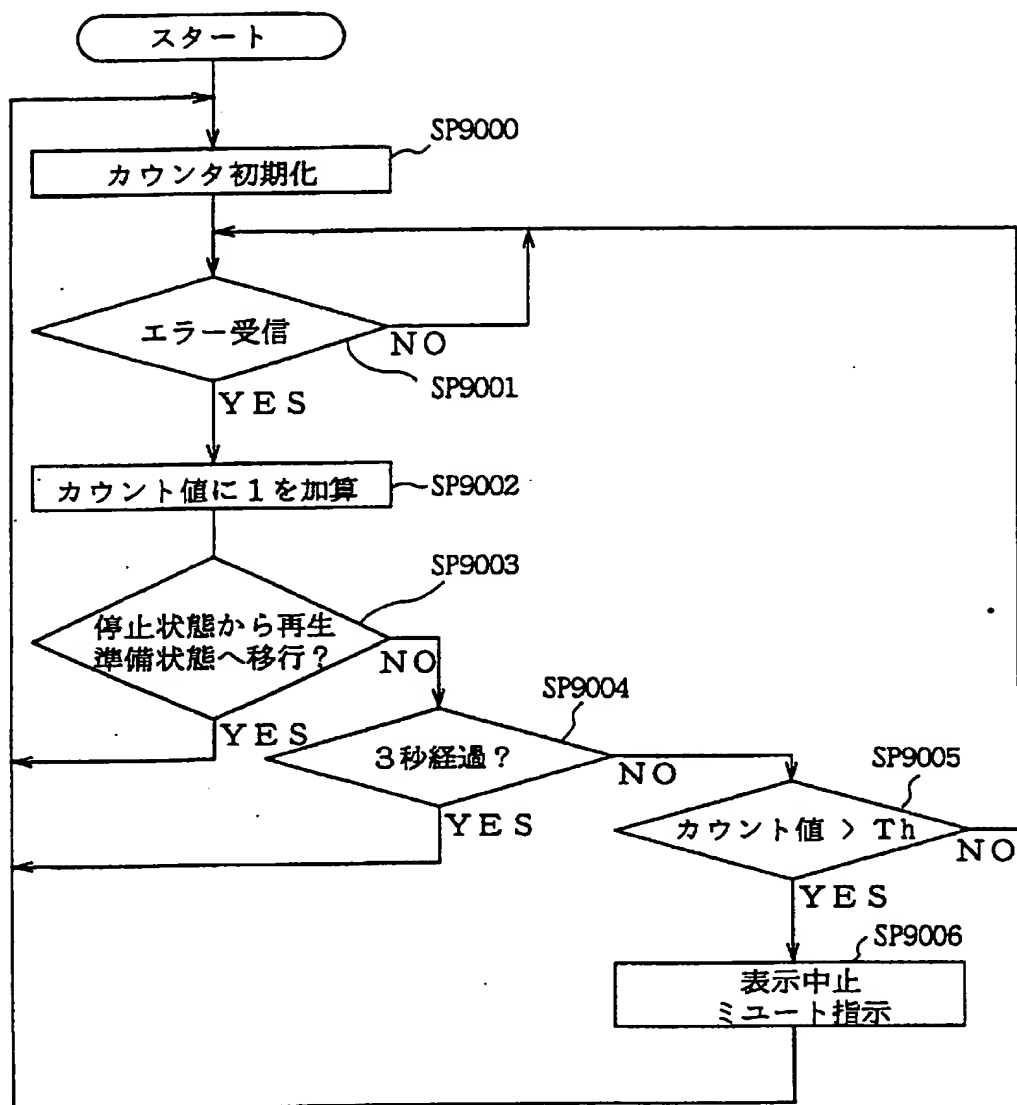 スタート
SP9000
カウンタ初期化
エラー受信
NO
SP9001
YES
カウント値に1を加算
SP9002
SP9003
停止状態から再生
準備状態へ移行?
NO
YES
SP9004
3秒経過?
NO
YES
SP9005
カウント値 > Th
NO
YES
SP9006
表示中止
ミユート指示